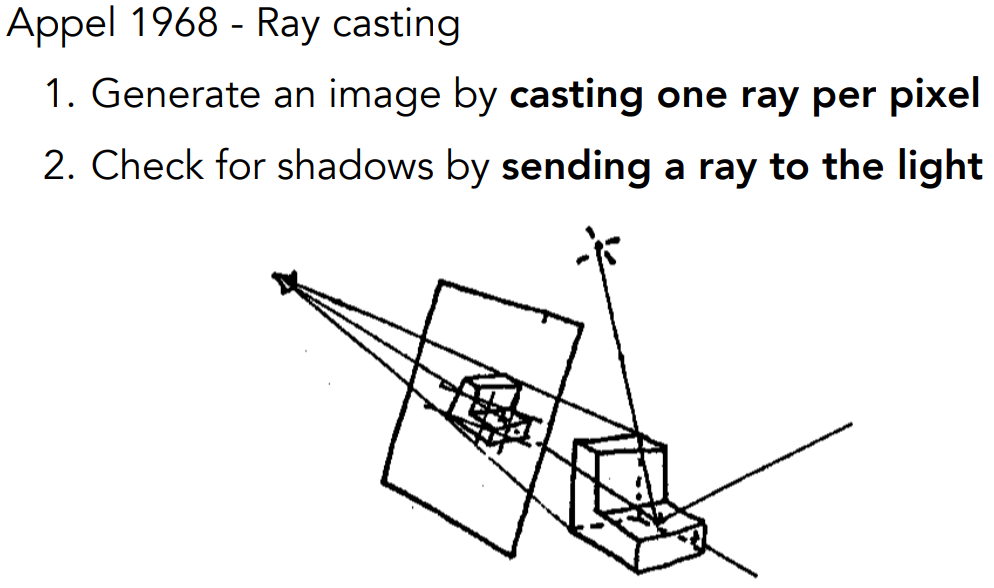 Appel 1968 - Ray casting
1. Generate an image by casting one ray per pixel
2. Check for shadows by sending a ray to the light